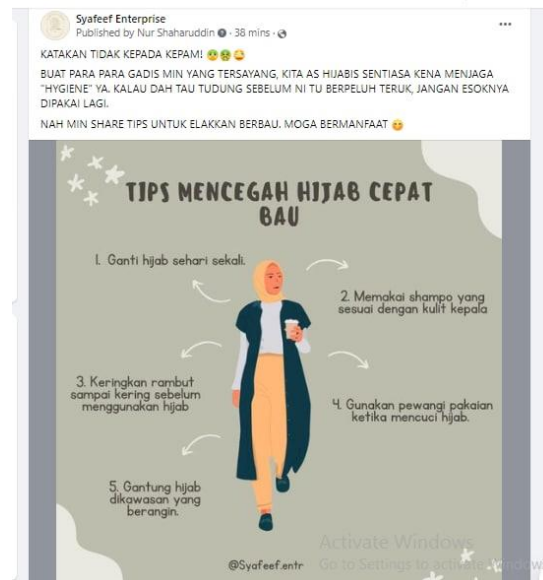 Syafeef Enterprise
Published by Nur Shaharuddin · 38 mins ·
KATAKAN TIDAK KEPADA KEPAM! 🤢🤮😄
BUAT PARA PARA GADIS MIN YANG TERSAYANG, KITA AS HIJABIS SENTIASA KENA MENJAGA
"HYGIENE" YA. KALAU DAH TAU TUDUNG SEBELUM NI TU BERPELUH TERUK, JANGAN ESOKNYA
DIPAKAI LAGI.
NAH MIN SHARE TIPS UNTUK ELAKKAN BERBAU. MOGA BERMANFAAT 😊
TIPS MENCEGAH HIJAB CEPAT
BAU
1. Ganti hijab sehari sekali.
2. Memakai shampo yang
sesuai dengan kulit kepala
3. Keringkan rambut
sampai kering sebelum
menggunakan hijab
4. Gunakan pewangi pakaian
ketika mencuci hijab.
5. Gantung hijab
dikawasan yang
berangin.
@Syafeef.entr
Activate Windows
Go to Settings to activate Window